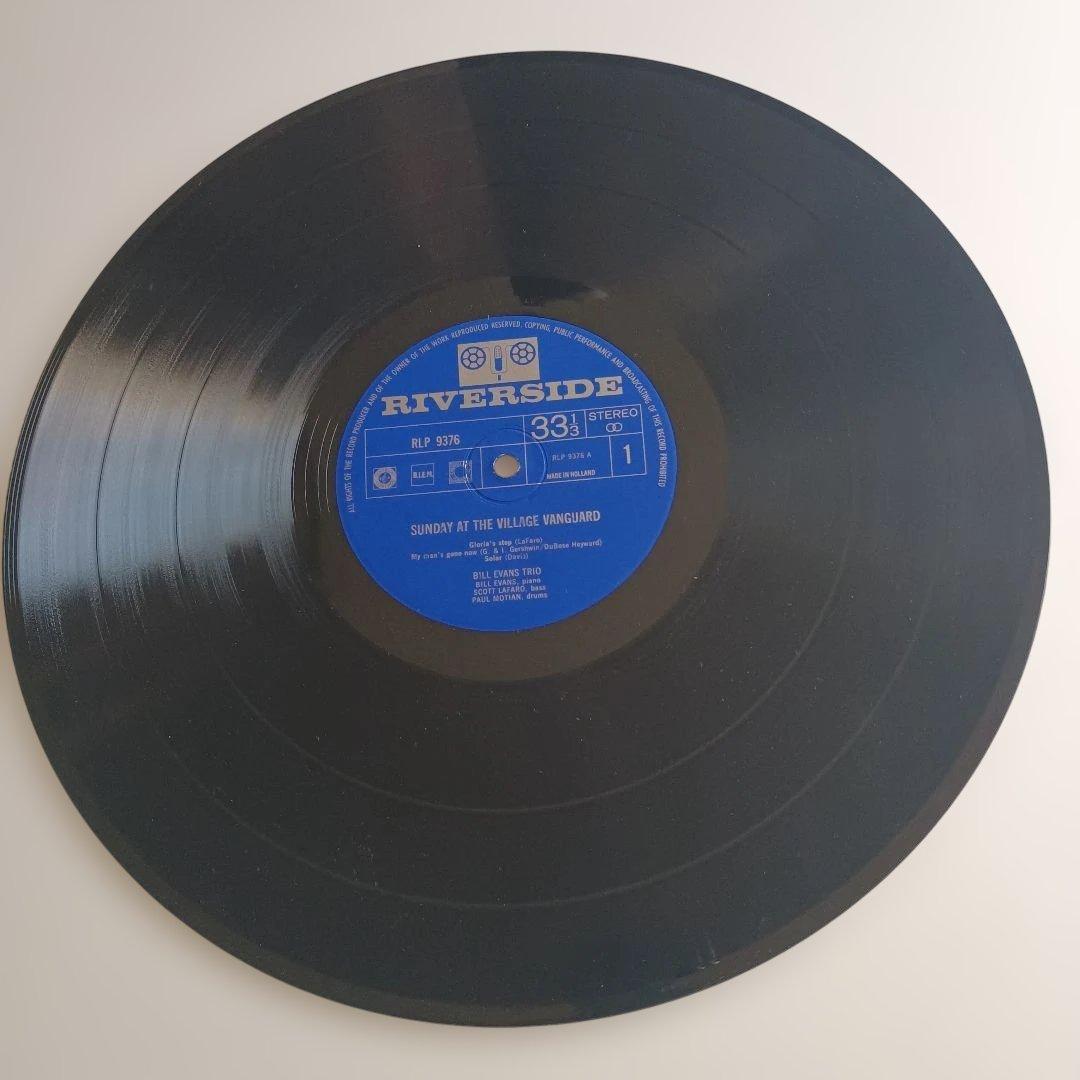 ALL RIGHTS OF THE RECORD PRODUCER AND OF THE OWNER OF THE WORK REPRODUCED RESERVED. COPYING, PUBLIC PERFORMANCE AND BROADCASTING OF THIS RECORD PROHIBITED
RIVERSIDE
RLP 9376
33 1/3
STEREO
B.I.E.M.
RLP 9376 A
MADE IN HOLLAND
1
SUNDAY AT THE VILLAGE VANGUARD
Gloria's step (LaFaro)
My man's gone now (G. & I. Gershwin/DuBose Heyward)
Solar (Davis)
BILL EVANS TRIO
BILL EVANS, piano
SCOTT LAFARO, bass
PAUL MOTIAN, drums